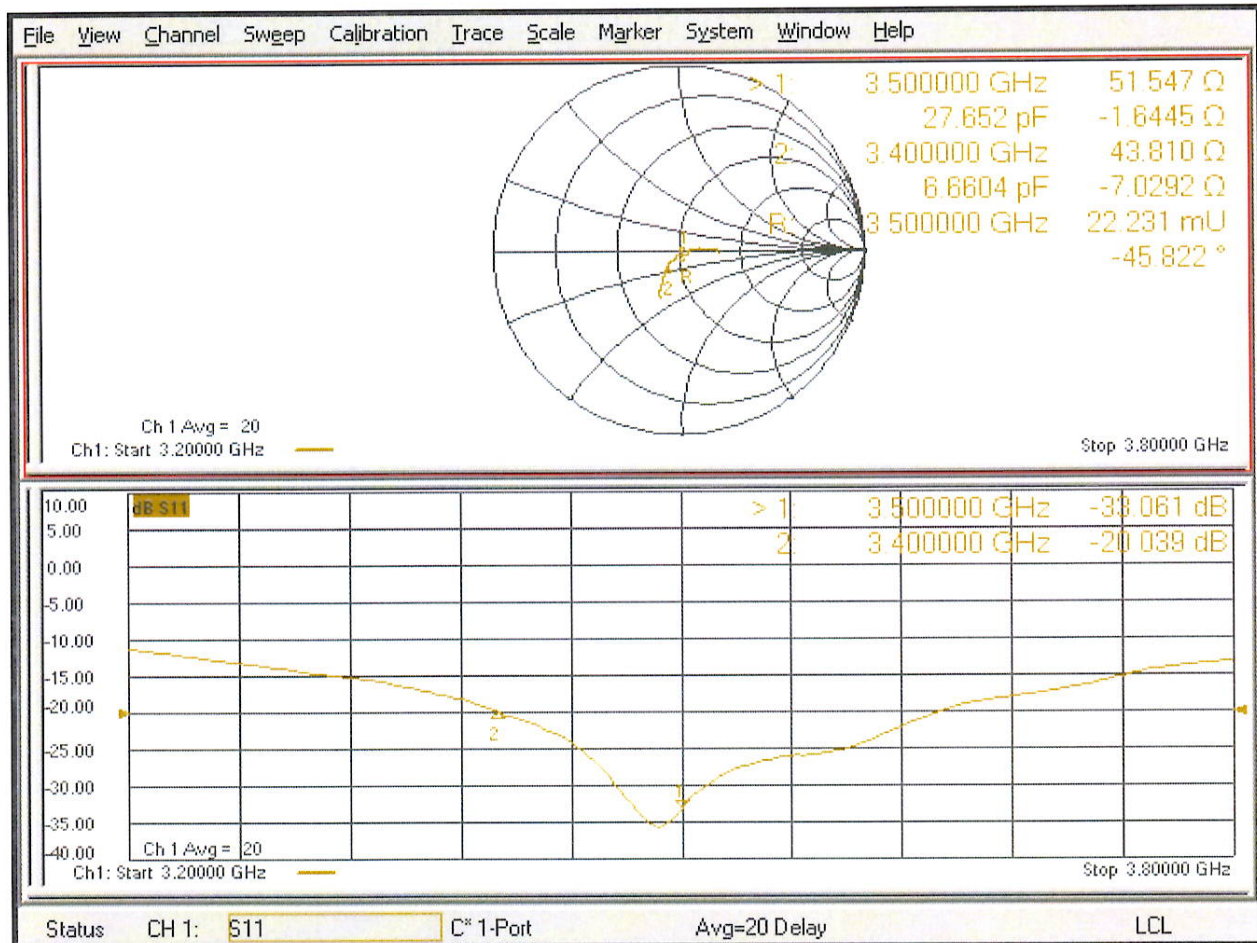 File View Channel Sweep Calibration Trace Scale Marker System Window Help
> 1: 3.500000 GHz 51.547 Ω
27.652 pF -1.6445 Ω
2: 3.400000 GHz 43.810 Ω
6.6604 pF -7.0292 Ω
R: 3.500000 GHz 22.231 mU
-45.822 °
1
2 R
Ch 1 Avg = 20
Ch1: Start 3.20000 GHz
Stop 3.80000 GHz
10.00
dB S11
> 1: 3.500000 GHz -33.061 dB
5.00
2: 3.400000 GHz -20.039 dB
0.00
-5.00
-10.00
-15.00
-20.00
2
-25.00
-30.00
1
-35.00
-40.00
Ch 1 Avg = 20
Ch1: Start 3.20000 GHz
Stop 3.80000 GHz
Status CH 1: S11 C* 1-Port Avg=20 Delay LCL